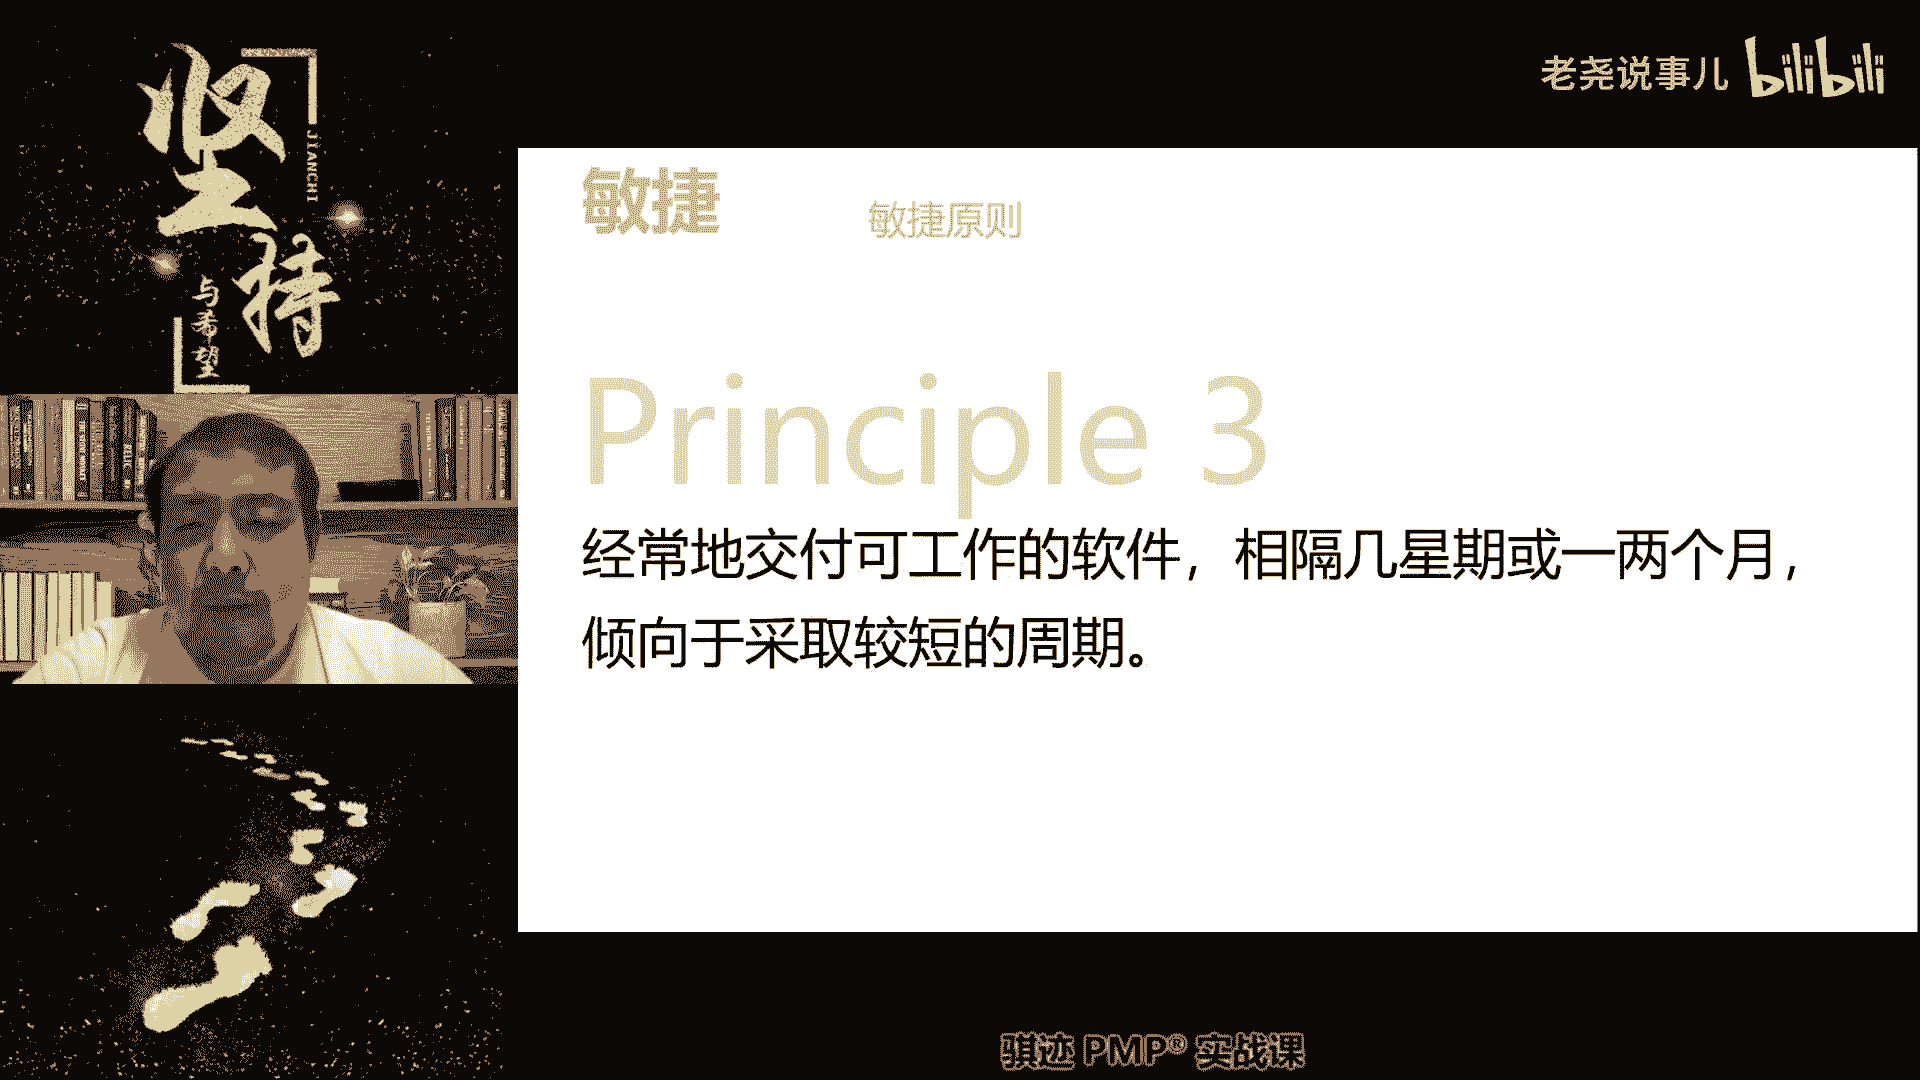 坚持
JIANCHI
与希望
老尧说事儿 bilibili
敏捷
敏捷原则
Principle 3
经常地交付可工作的软件，相隔几星期或一两个月，
倾向于采取较短的周期。
骐迹 PMP® 实战课